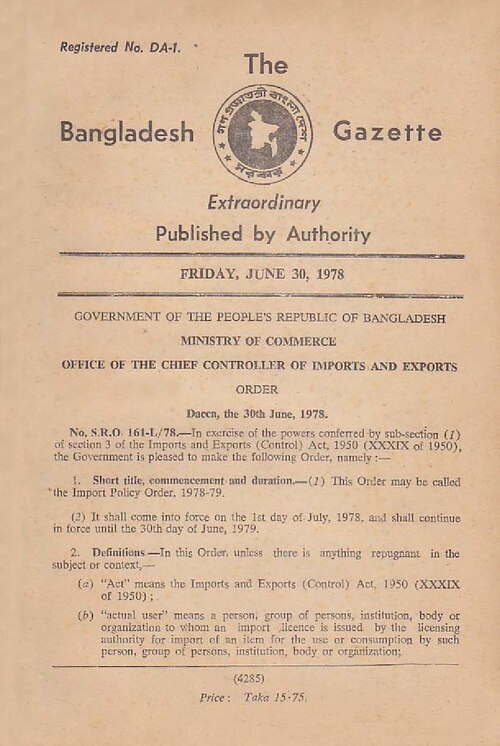 Registered No. DA-1.
The
গণপ্রজাতন্ত্রী বাংলাদেশ
সরকার
Bangladesh Gazette
Extraordinary
Published by Authority
FRIDAY, JUNE 30, 1978
GOVERNMENT OF THE PEOPLE'S REPUBLIC OF BANGLADESH
MINISTRY OF COMMERCE
OFFICE OF THE CHIEF CONTROLLER OF IMPORTS AND EXPORTS
ORDER
Dacca, the 30th June, 1978.
No. S.R.O. 161-L/78.—In exercise of the powers conferred by sub-section (1)
of section 3 of the Imports and Exports (Control) Act, 1950 (XXXIX of 1950),
the Government is pleased to make the following Order, namely :—
1. Short title, commencement and duration.—(1) This Order may be called
the Import Policy Order, 1978-79.
(2) It shall come into force on the 1st day of July, 1978, and shall continue
in force until the 30th day of June, 1979.
2. Definitions.—In this Order, unless there is anything repugnant in the
subject or context,—
(a) "Act" means the Imports and Exports (Control) Act, 1950 (XXXIX
of 1950) ;
(b) "actual user" means a person, group of persons, institution, body or
organization to whom an import licence is issued by the licensing
authority for import of an item for the use or consumption by such
person, group of persons, institution, body or organization;
(4285)
Price : Taka 15·75.